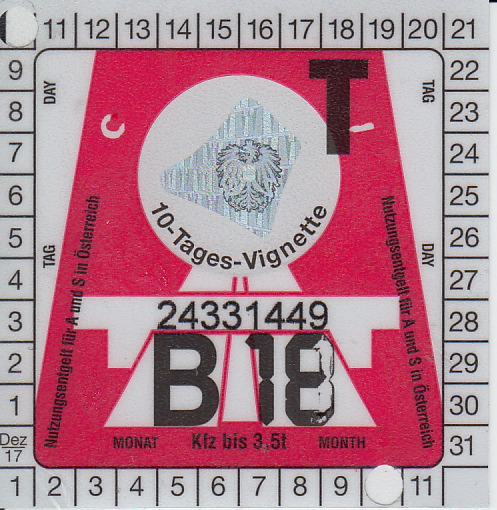 11 12 13 14 15 16 17 18 19 20 21
9 22
8 23
7 24
6 25
5 26
4 27
3 28
2 29
1 30
Dez 17 31
1 2 3 4 5 6 7 8 9 11
DAY
TAG
T
10-Tages-Vignette
TAG
DAY
Nutzungsentgelt für A und S in Österreich
Nutzungsentgelt für A und S in Österreich
24331449
B 18
MONAT Kfz bis 3,5t MONTH